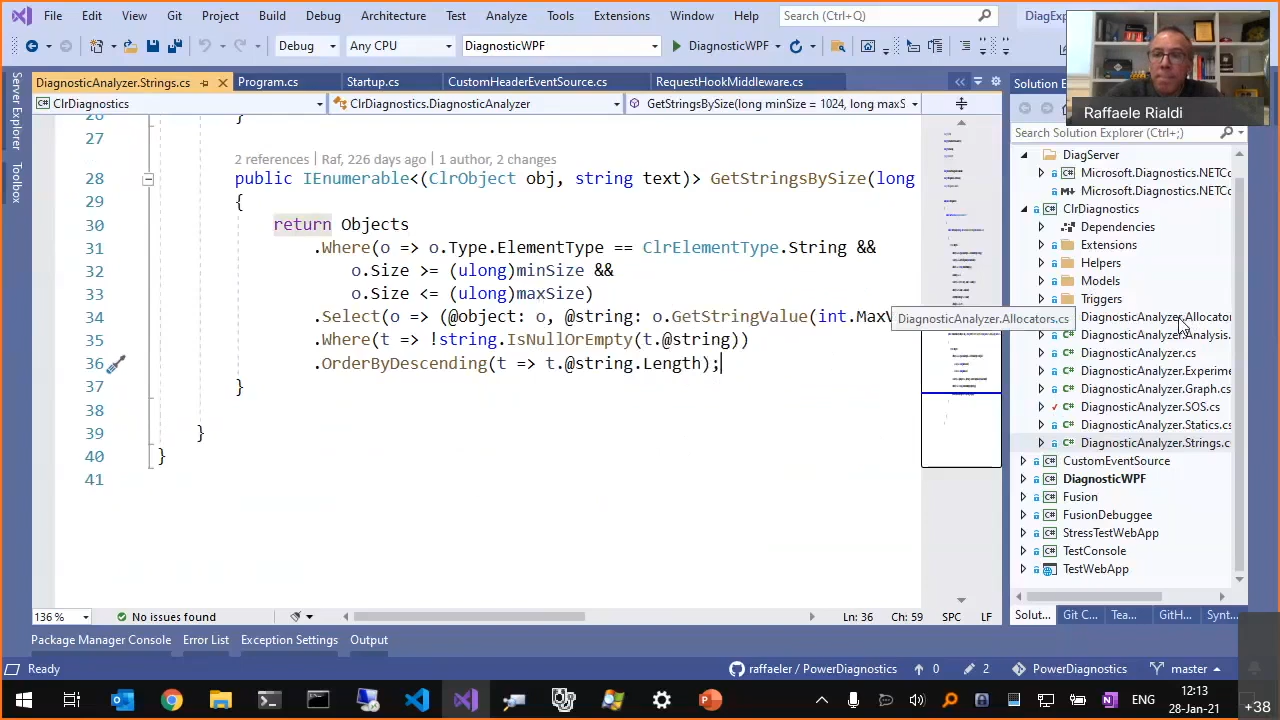 File Edit View Git Project Build Debug Architecture Test Analyze Tools Extensions Window Help Search (Ctrl+Q) DiagExp
Debug Any CPU DiagnosticWPF DiagnosticWPF
Raffaele Rialdi
DiagnosticAnalyzer.Strings.cs Program.cs Startup.cs CustomHeaderEventSource.cs RequestHookMiddleware.cs
Solution E
ClrDiagnostics ClrDiagnostics.DiagnosticAnalyzer GetStringsBySize(long minSize = 1024, long maxS
Server Explorer
Toolbox
Search Solution Explorer (Ctrl+;)
26 }
27
2 references | Raf, 226 days ago | 1 author, 2 changes
28 public IEnumerable<(ClrObject obj, string text)> GetStringsBySize(long
29 {
30 return Objects
31 .Where(o => o.Type.ElementType == ClrElementType.String &&
32 o.Size >= (ulong)minSize &&
33 o.Size <= (ulong)maxSize)
34 .Select(o => (@object: o, @string: o.GetStringValue(int.MaxV
35 .Where(t => !string.IsNullOrEmpty(t.@string))
36 .OrderByDescending(t => t.@string.Length);
37 }
38
39 }
40 }
41
DiagnosticAnalyzer.Allocators.cs
DiagServer
Microsoft.Diagnostics.NETCo
Microsoft.Diagnostics.NETCo
ClrDiagnostics
Dependencies
Extensions
Helpers
Models
Triggers
DiagnosticAnalyzer.Allocator
DiagnosticAnalyzer.Analysis.
DiagnosticAnalyzer.cs
DiagnosticAnalyzer.Experime
DiagnosticAnalyzer.Graph.cs
DiagnosticAnalyzer.SOS.cs
DiagnosticAnalyzer.Statics.cs
DiagnosticAnalyzer.Strings.c
CustomEventSource
DiagnosticWPF
Fusion
FusionDebuggee
StressTestWebApp
TestConsole
TestWebApp
136 % No issues found Ln: 36 Ch: 59 SPC LF
Solut... Git C... Tea... GitH... Synt...
Package Manager Console Error List Exception Settings Output
Ready raffaeler / PowerDiagnostics 0 2 PowerDiagnostics master
ENG 12:13
28-Jan-21
+38